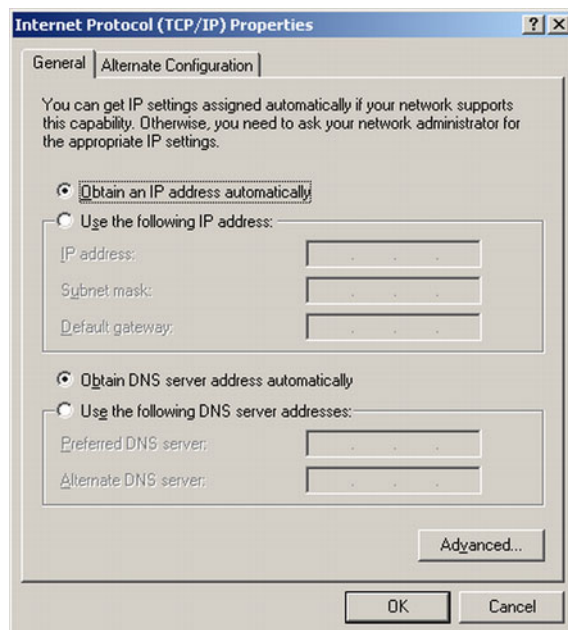 Internet Protocol (TCP/IP) Properties
General
Alternate Configuration
You can get IP settings assigned automatically if your network supports
this capability. Otherwise, you need to ask your network administrator for
the appropriate IP settings.
Obtain an IP address automatically
Use the following IP address:
IP address:
Subnet mask:
Default gateway:
Obtain DNS server address automatically
Use the following DNS server addresses:
Preferred DNS server:
Alternate DNS server:
Advanced...
OK
Cancel